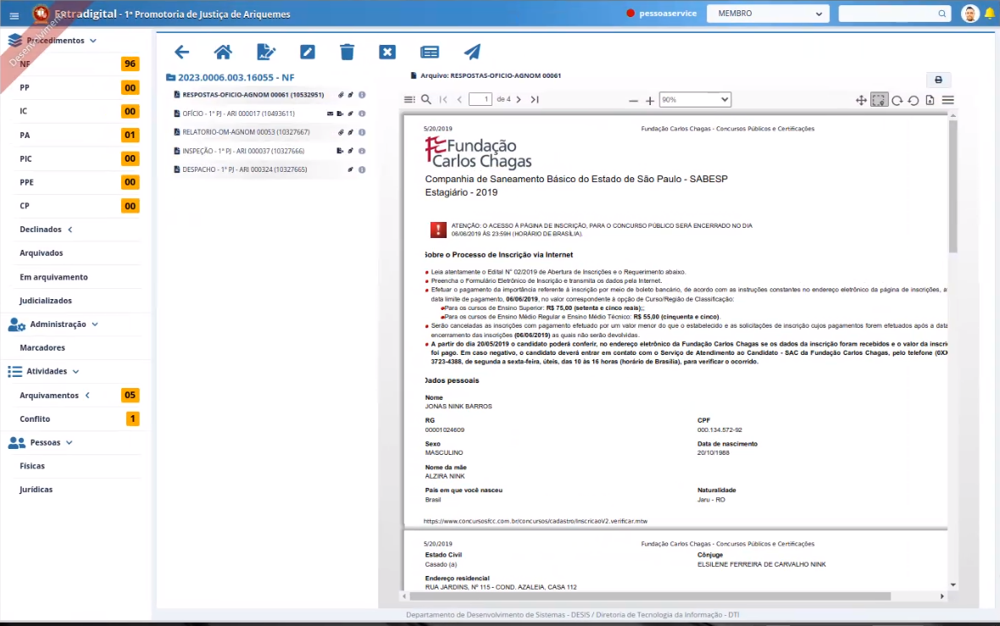 Extradigital - 1ª Promotoria de Justiça de Ariquemes
pessoaservice
MEMBRO
Desenvolvimento
Procedimentos
NF 96
PP 00
IC 00
PA 01
PIC 00
PPE 00
CP 00
Declinados
Arquivados
Em arquivamento
Judicializados
Administração
Marcadores
Atividades
Arquivamentos 05
Conflito 1
Pessoas
Físicas
Jurídicas
2023.0006.003.16055 - NF
RESPOSTAS-OFICIO-AGNOM 00061 (10532951)
OFÍCIO - 1ª PJ - ARI 000017 (10493611)
RELATORIO-OM-AGNOM 00053 (10327667)
INSPEÇÃO - 1ª PJ - ARI 000037 (10327666)
DESPACHO - 1ª PJ - ARI 000324 (10327665)
Arquivo: RESPOSTAS-OFICIO-AGNOM 00061
1 de 4
90%
5/20/2019 Fundação Carlos Chagas - Concursos Públicos e Certificações
Fundação
Carlos Chagas
Companhia de Saneamento Básico do Estado de São Paulo - SABESP
Estagiário - 2019
ATENÇÃO: O ACESSO À PÁGINA DE INSCRIÇÃO, PARA O CONCURSO PÚBLICO SERÁ ENCERRADO NO DIA
06/06/2019 ÀS 23:59H (HORÁRIO DE BRASÍLIA).
Sobre o Processo de Inscrição via Internet
Leia atentamente o Edital N° 02/2019 de Abertura de Inscrições e o Requerimento abaixo.
Preencha o Formulário Eletrônico de Inscrição e transmita os dados pela Internet.
Efetuar o pagamento da importância referente à inscrição por meio de boleto bancário, de acordo com as instruções constantes no endereço eletrônico da página de inscrições, a
data limite de pagamento, 06/06/2019, no valor correspondente à opção de Curso/Região de Classificação:
Para os cursos de Ensino Superior: R$ 75,00 (setenta e cinco reais);;
Para os cursos de Ensino Médio Regular e Ensino Médio Técnico: R$ 55,00 (cinquenta e cinco).
Serão canceladas as inscrições com pagamento efetuado por um valor menor do que o estabelecido e as solicitações de inscrição cujos pagamentos forem efetuados após a data
encerramento das inscrições (06/06/2019) as quais não serão devolvidas.
A partir do dia 20/05/2019 o candidato poderá conferir, no endereço eletrônico da Fundação Carlos Chagas se os dados da inscrição foram recebidos e o valor da inscri
foi pago. Em caso negativo, o candidato deverá entrar em contato com o Serviço de Atendimento ao Candidato - SAC da Fundação Carlos Chagas, pelo telefone (0XX
3723-4388, de segunda a sexta-feira, úteis, das 10 às 16 horas (horário de Brasília), para verificar o ocorrido.
Dados pessoais
Nome
JONAS NINK BARROS
RG CPF
00001024609 000.134.572-92
Sexo Data de nascimento
MASCULINO 20/10/1988
Nome da mãe
ALZIRA NINK
País em que você nasceu Naturalidade
Brasil Jaru - RO
https://www.concursosfcc.com.br/concursos/cadastro/InscricaoV2.verificar.mtw
5/20/2019 Fundação Carlos Chagas - Concursos Públicos e Certificações
Estado Civil Cônjuge
Casado (a) ELSILENE FERREIRA DE CARVALHO NINK
Endereço residencial
RUA JARDINS, Nº 115 - COND. AZALEIA, CASA 112
Departamento de Desenvolvimento de Sistemas - DESIS / Diretoria de Tecnologia da Informação - DTI